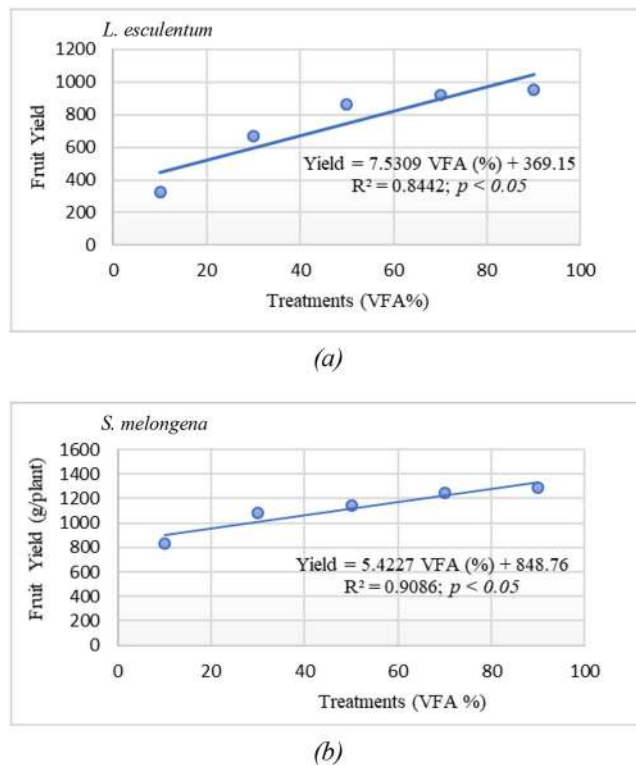 L. esculentum
1200
1000
800
600
400
200
0
Fruit Yield
Yield = 7.5309 VFA (%) + 369.15
R² = 0.8442; p < 0.05
0 20 40 60 80 100
Treatments (VFA%)
(a)
S. melongena
1600
1400
1200
1000
800
600
400
200
0
Fruit Yield (g/plant)
Yield = 5.4227 VFA (%) + 848.76
R² = 0.9086; p < 0.05
0 20 40 60 80 100
Treatments (VFA %)
(b)